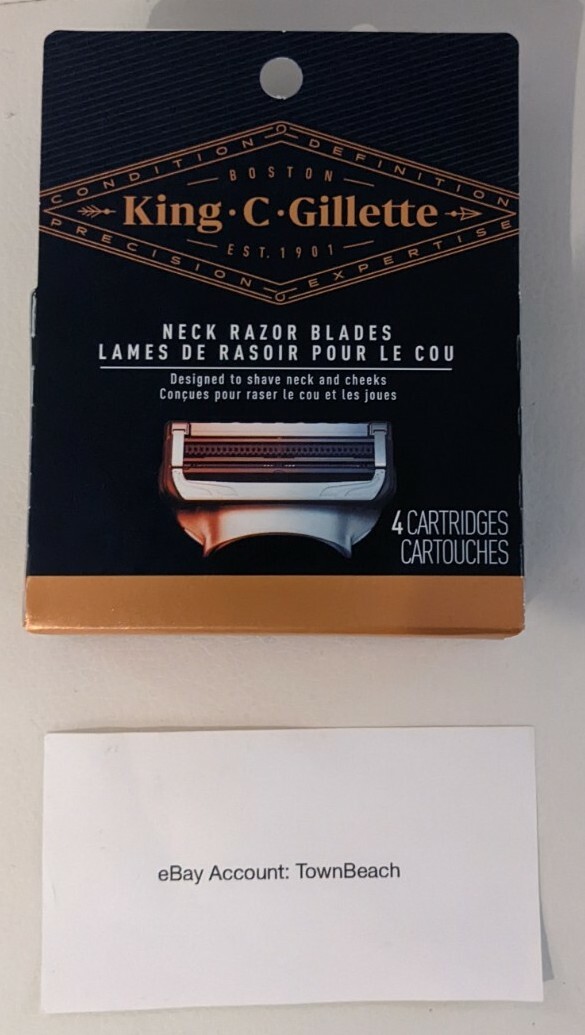 CONDITION DEFINITION
BOSTON
King·C·Gillette
EST. 1901
PRECISION EXPERTISE
NECK RAZOR BLADES
LAMES DE RASOIR POUR LE COU
Designed to shave neck and cheeks
Conçues pour raser le cou et les joues
4 CARTRIDGES
CARTOUCHES
eBay Account: TownBeach